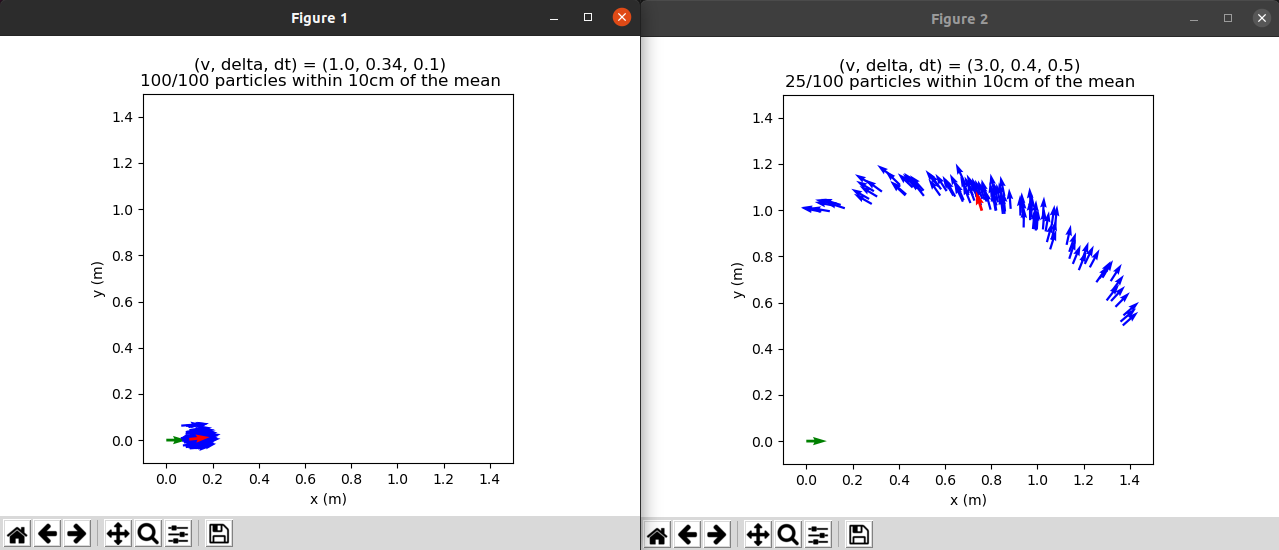 Figure 1
(v, delta, dt) = (1.0, 0.34, 0.1)
100/100 particles within 10cm of the mean
1.4
1.2
1.0
0.8
0.6
0.4
0.2
0.0
y (m)
0.0 0.2 0.4 0.6 0.8 1.0 1.2 1.4
x (m)
Figure 2
(v, delta, dt) = (3.0, 0.4, 0.5)
25/100 particles within 10cm of the mean
1.4
1.2
1.0
0.8
0.6
0.4
0.2
0.0
y (m)
0.0 0.2 0.4 0.6 0.8 1.0 1.2 1.4
x (m)